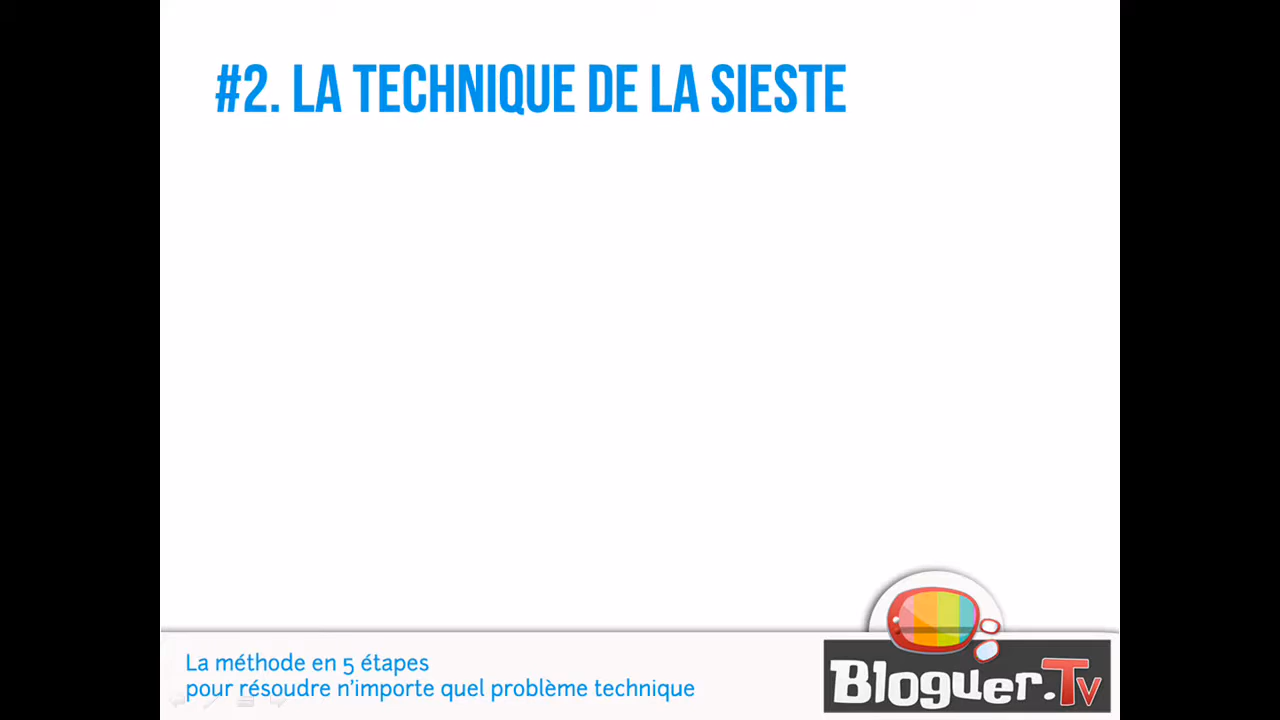 #2. LA TECHNIQUE DE LA SIESTE
La méthode en 5 étapes
pour résoudre n'importe quel problème technique
Bloguer.Tv